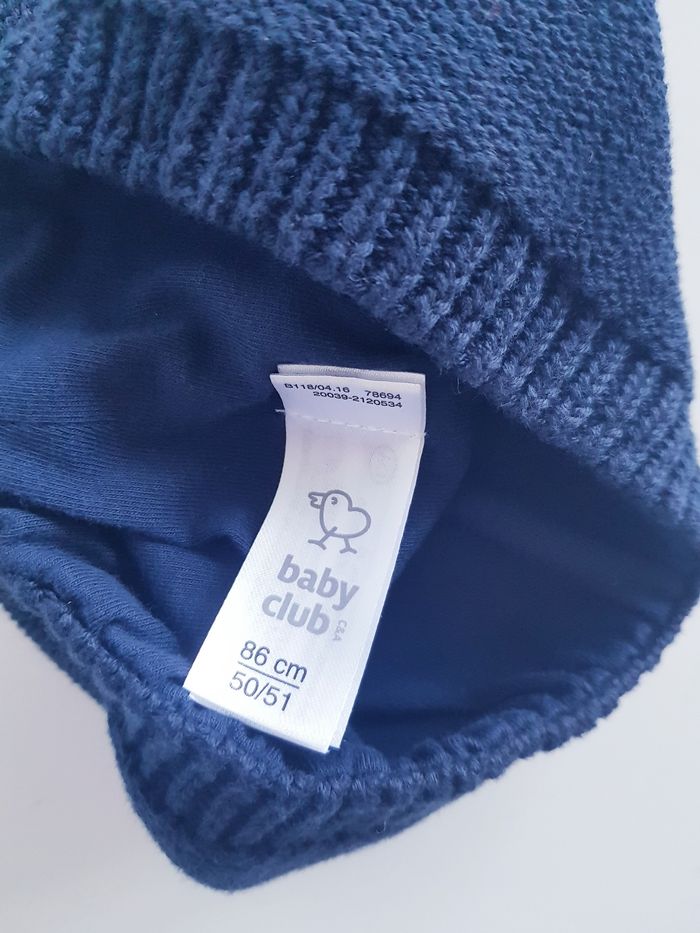 B118/04.16 78694
20039-2120534
baby
club
C&A
86 cm
50/51